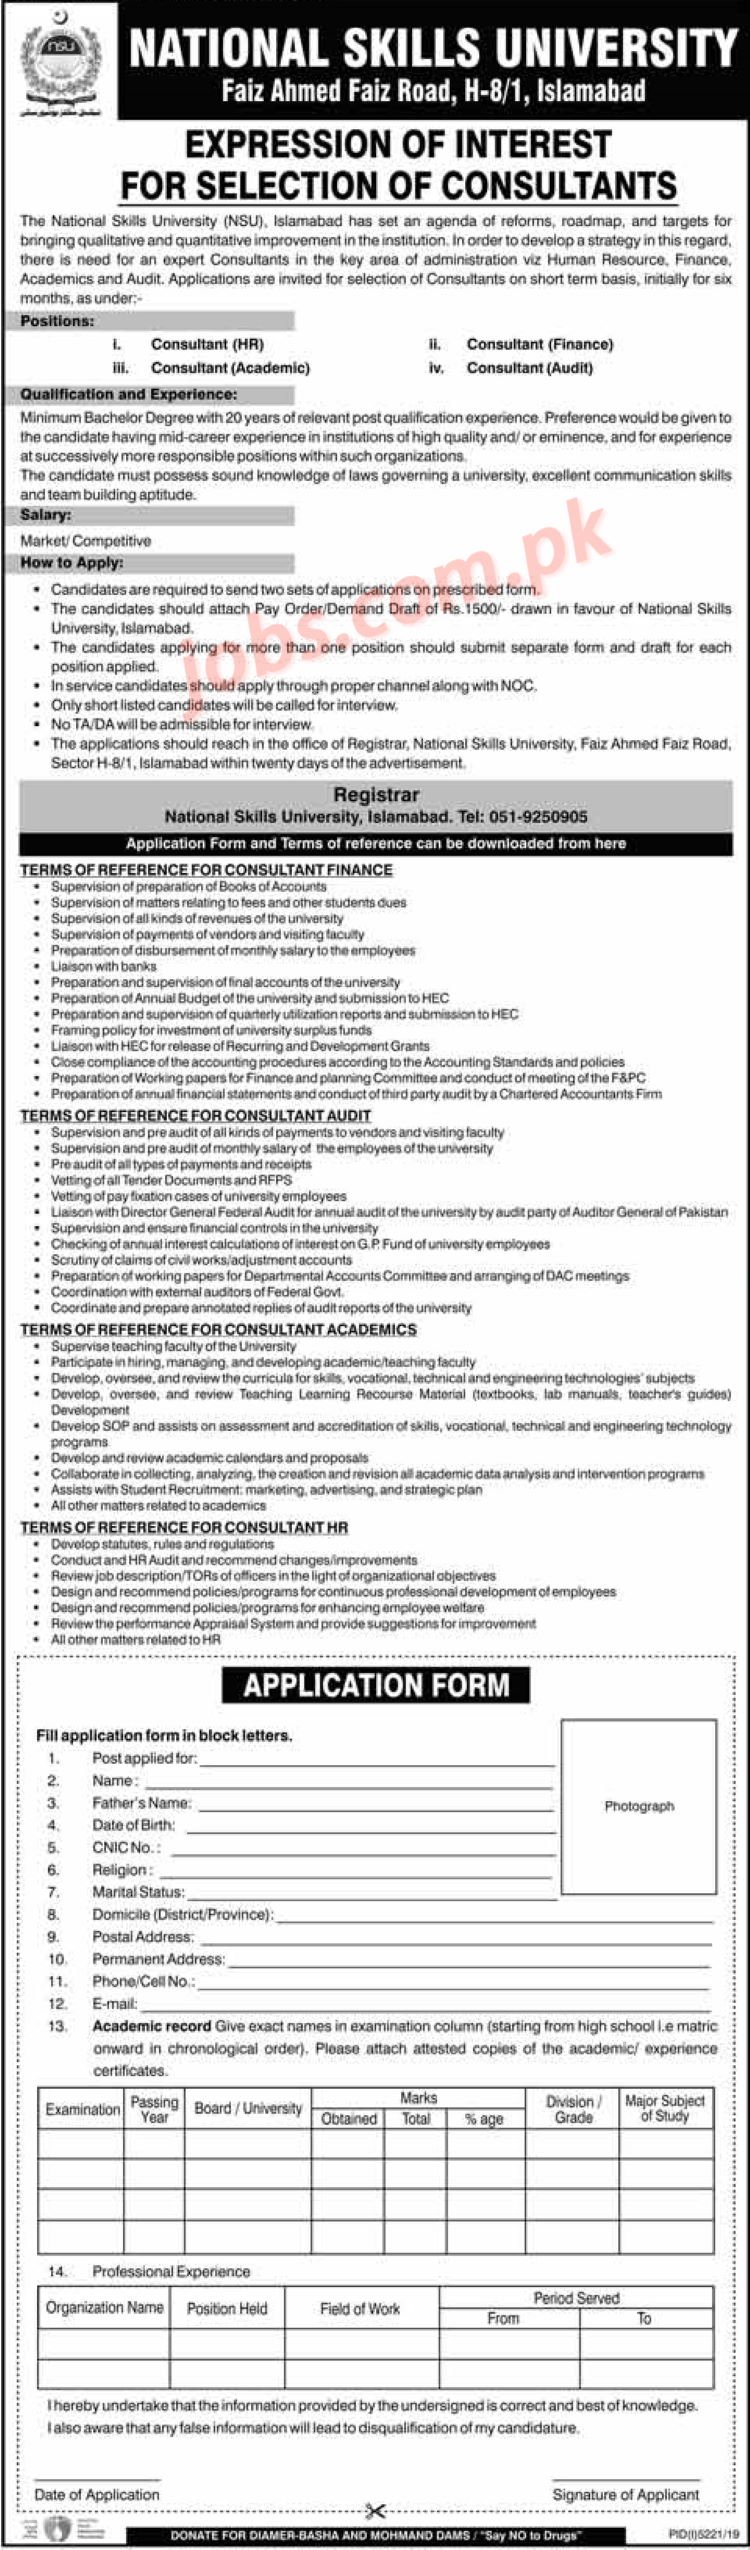 nsu
NATIONAL SKILLS UNIVERSITY
Faiz Ahmed Faiz Road, H-8/1, Islamabad
EXPRESSION OF INTEREST
FOR SELECTION OF CONSULTANTS
The National Skills University (NSU), Islamabad has set an agenda of reforms, roadmap, and targets for
bringing qualitative and quantitative improvement in the institution. In order to develop a strategy in this regard,
there is need for an expert Consultants in the key area of administration viz Human Resource, Finance,
Academics and Audit. Applications are invited for selection of Consultants on short term basis, initially for six
months, as under:-
Positions:
i. Consultant (HR) ii. Consultant (Finance)
iii. Consultant (Academic) iv. Consultant (Audit)
Qualification and Experience:
Minimum Bachelor Degree with 20 years of relevant post qualification experience. Preference would be given to
the candidate having mid-career experience in institutions of high quality and/ or eminence, and for experience
at successively more responsible positions within such organizations.
The candidate must possess sound knowledge of laws governing a university, excellent communication skills
and team building aptitude.
Salary:
Market/ Competitive
How to Apply:
• Candidates are required to send two sets of applications on prescribed form.
• The candidates should attach Pay Order/Demand Draft of Rs.1500/- drawn in favour of National Skills
University, Islamabad.
• The candidates applying for more than one position should submit separate form and draft for each
position applied.
• In service candidates should apply through proper channel along with NOC.
• Only short listed candidates will be called for interview.
• No TA/DA will be admissible for interview.
• The applications should reach in the office of Registrar, National Skills University, Faiz Ahmed Faiz Road,
Sector H-8/1, Islamabad within twenty days of the advertisement.
jobs.com.pk
Registrar
National Skills University, Islamabad. Tel: 051-9250905
Application Form and Terms of reference can be downloaded from here
TERMS OF REFERENCE FOR CONSULTANT FINANCE
• Supervision of preparation of Books of Accounts
• Supervision of matters relating to fees and other students dues
• Supervision of all kinds of revenues of the university
• Supervision of payments of vendors and visiting faculty
• Preparation of disbursement of monthly salary to the employees
• Liaison with banks
• Preparation and supervision of final accounts of the university
• Preparation of Annual Budget of the university and submission to HEC
• Preparation and supervision of quarterly utilization reports and submission to HEC
• Framing policy for investment of university surplus funds
• Liaison with HEC for release of Recurring and Development Grants
• Close compliance of the accounting procedures according to the Accounting Standards and policies
• Preparation of Working papers for Finance and planning Committee and conduct of meeting of the F&PC
• Preparation of annual financial statements and conduct of third party audit by a Chartered Accountants Firm
TERMS OF REFERENCE FOR CONSULTANT AUDIT
• Supervision and pre audit of all kinds of payments to vendors and visiting faculty
• Supervision and pre audit of monthly salary of the employees of the university
• Pre audit of all types of payments and receipts
• Vetting of all Tender Documents and RFPS
• Vetting of pay fixation cases of university employees
• Liaison with Director General Federal Audit for annual audit of the university by audit party of Auditor General of Pakistan
• Supervision and ensure financial controls in the university
• Checking of annual interest calculations of interest on G.P. Fund of university employees
• Scrutiny of claims of civil works/adjustment accounts
• Preparation of working papers for Departmental Accounts Committee and arranging of DAC meetings
• Coordination with external auditors of Federal Govt.
• Coordinate and prepare annotated replies of audit reports of the university
TERMS OF REFERENCE FOR CONSULTANT ACADEMICS
• Supervise teaching faculty of the University
• Participate in hiring, managing, and developing academic/teaching faculty
• Develop, oversee, and review the curricula for skills, vocational, technical and engineering technologies' subjects
• Develop, oversee, and review Teaching Learning Recourse Material (textbooks, lab manuals, teacher's guides)
Development
• Develop SOP and assists on assessment and accreditation of skills, vocational, technical and engineering technology
programs
• Develop and review academic calendars and proposals
• Collaborate in collecting, analyzing, the creation and revision all academic data analysis and intervention programs
• Assists with Student Recruitment: marketing, advertising, and strategic plan
• All other matters related to academics
TERMS OF REFERENCE FOR CONSULTANT HR
• Develop statutes, rules and regulations
• Conduct and HR Audit and recommend changes/improvements
• Review job description/TORs of officers in the light of organizational objectives
• Design and recommend policies/programs for continuous professional development of employees
• Design and recommend policies/programs for enhancing employee welfare
• Review the performance Appraisal System and provide suggestions for improvement
• All other matters related to HR
APPLICATION FORM
Fill application form in block letters.
1. Post applied for:
2. Name :
3. Father's Name:
4. Date of Birth:
5. CNIC No. :
6. Religion :
7. Marital Status:
Photograph
8. Domicile (District/Province):
9. Postal Address:
10. Permanent Address:
11. Phone/Cell No.:
12. E-mail:
13. Academic record Give exact names in examination column (starting from high school i.e matric
onward in chronological order). Please attach attested copies of the academic/ experience
certificates.
Examination Passing Year Board / University Marks Division / Grade Major Subject of Study
Obtained Total % age
14. Professional Experience
Organization Name Position Held Field of Work Period Served
From To
I hereby undertake that the information provided by the undersigned is correct and best of knowledge.
I also aware that any false information will lead to disqualification of my candidature.
Date of Application Signature of Applicant
DONATE FOR DIAMER-BASHA AND MOHMAND DAMS / "Say NO to Drugs"
PID(I)5221/19